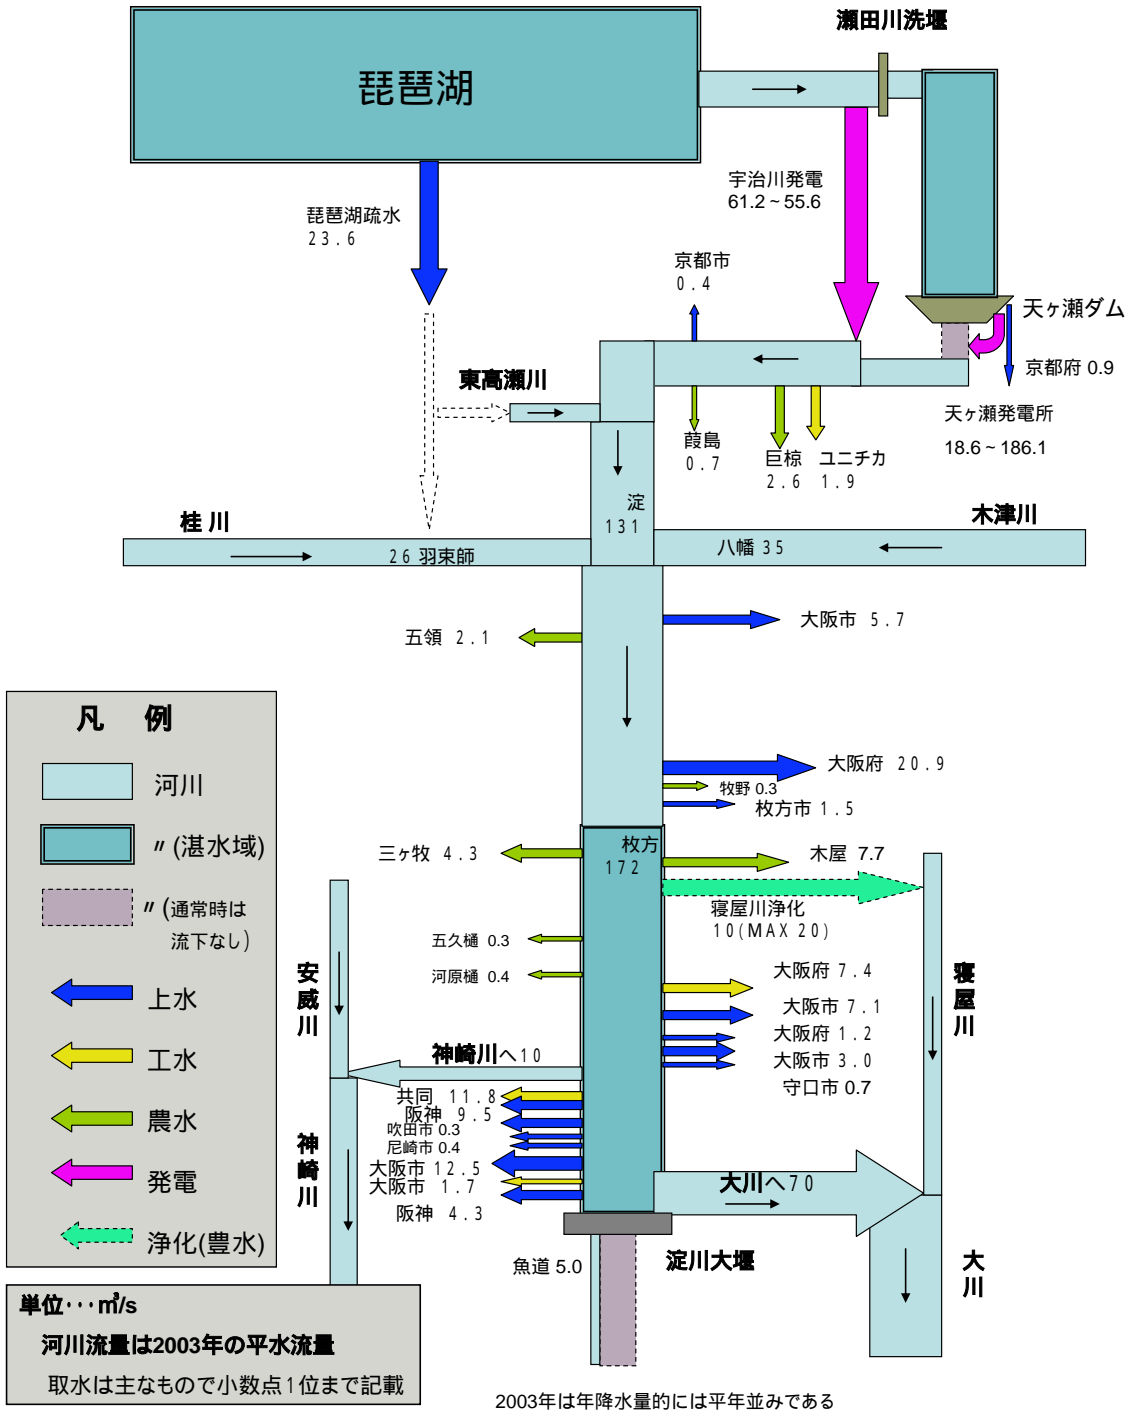 瀬田川洗堰
琵琶湖
宇治川発電
61.2~55.6
琵琶湖疏水
23.6
京都市
0.4
天ヶ瀬ダム
京都府 0.9
東高瀬川
天ヶ瀬発電所
18.6~186.1
葭島
0.7
巨椋
2.6
ユニチカ
1.9
淀
131
桂 川
木津川
26 羽束師
八幡 35
大阪市 5.7
五領 2.1
大阪府 20.9
牧野 0.3
枚方市 1.5
枚方
172
三ヶ牧 4.3
木屋 7.7
寝屋川浄化
10(MAX 20)
五久樋 0.3
河原樋 0.4
大阪府 7.4
大阪市 7.1
大阪府 1.2
大阪市 3.0
守口市 0.7
安威川
寝屋川
神崎川へ10
共同 11.8
阪神 9.5
吹田市 0.3
尼崎市 0.4
大阪市 12.5
大阪市 1.7
阪神 4.3
神崎川
大川へ70
魚道 5.0
淀川大堰
大川
凡 例
河川
〃(湛水域)
〃(通常時は
流下なし)
上水
工水
農水
発電
浄化(豊水)
単位・・・㎥/s
河川流量は2003年の平水流量
取水は主なもので小数点1位まで記載
2003年は年降水量的には平年並みである